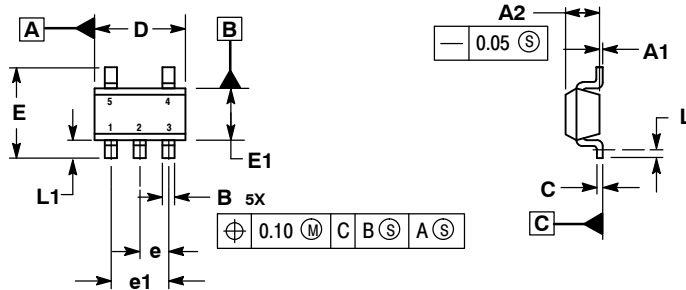 A
D
B
A2
— 0.05 Ⓢ
A1
E
5 4
1 2 3
L
L1
E1
B 5X
C
⌖ 0.10 Ⓜ C B Ⓢ A Ⓢ
C
e
e1